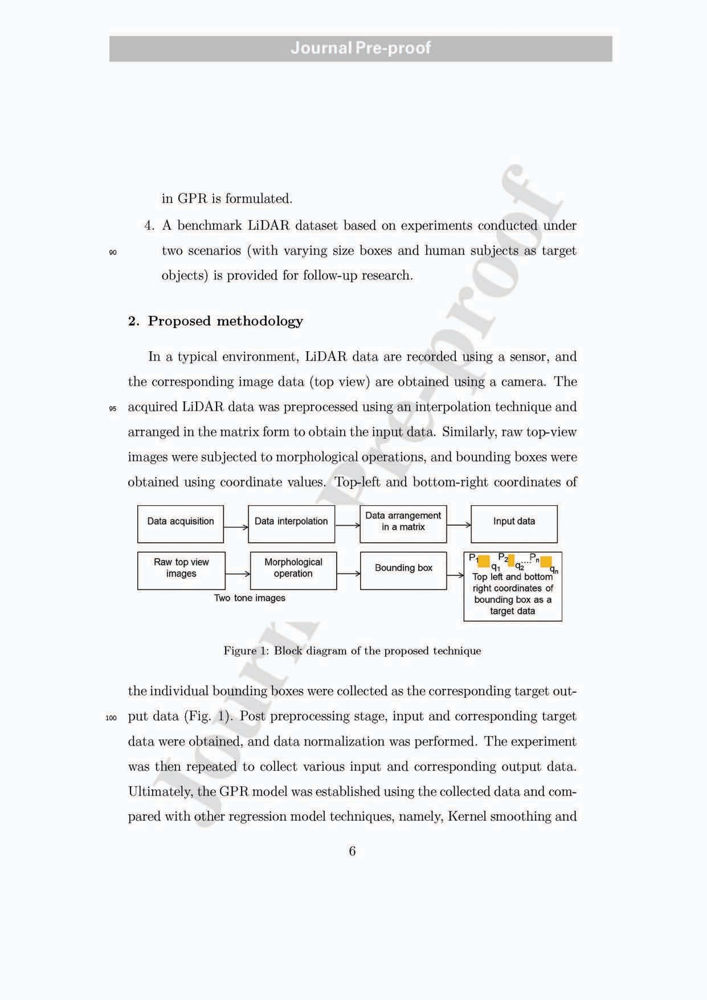 Journal Pre-proof
in GPR is formulated.
4. A benchmark LiDAR dataset based on experiments conducted under
90 two scenarios (with varying size boxes and human subjects as target
objects) is provided for follow-up research.
2. Proposed methodology
In a typical environment, LiDAR data are recorded using a sensor, and
the corresponding image data (top view) are obtained using a camera. The
95 acquired LiDAR data was preprocessed using an interpolation technique and
arranged in the matrix form to obtain the input data. Similarly, raw top-view
images were subjected to morphological operations, and bounding boxes were
obtained using coordinate values. Top-left and bottom-right coordinates of
Data acquisition
Data interpolation
Data arrangement
in a matrix
Input data
Raw top view
images
Morphological
operation
Two tone images
Bounding box
P1 q1 P2 q2 .... Pn qn
Top left and bottom
right coordinates of
bounding box as a
target data
Figure 1: Block diagram of the proposed technique
the individual bounding boxes were collected as the corresponding target out-
100 put data (Fig. 1). Post preprocessing stage, input and corresponding target
data were obtained, and data normalization was performed. The experiment
was then repeated to collect various input and corresponding output data.
Ultimately, the GPR model was established using the collected data and com-
pared with other regression model techniques, namely, Kernel smoothing and
6
Journal Pre-proof